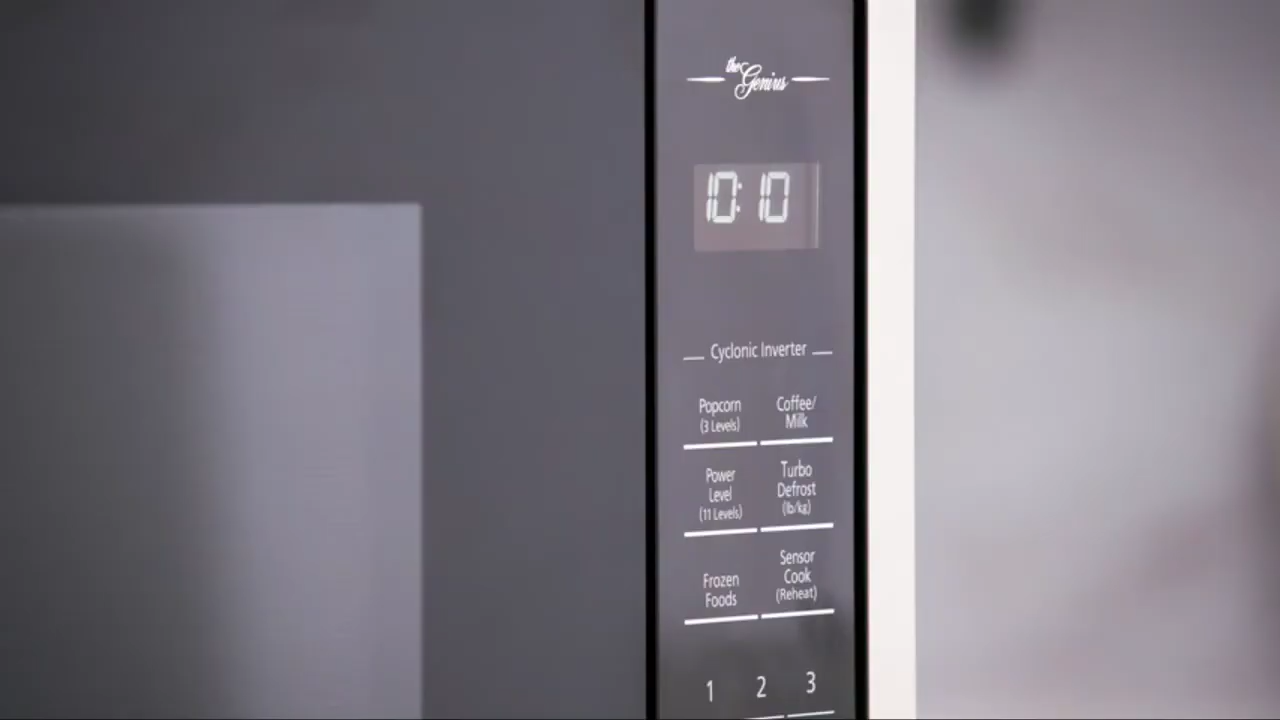 the Genius
10:10
Cyclonic Inverter
Popcorn
(3 Levels)
Coffee/
Milk
Power
Level
(11 Levels)
Turbo
Defrost
(lb/kg)
Frozen
Foods
Sensor
Cook
(Reheat)
1 2 3